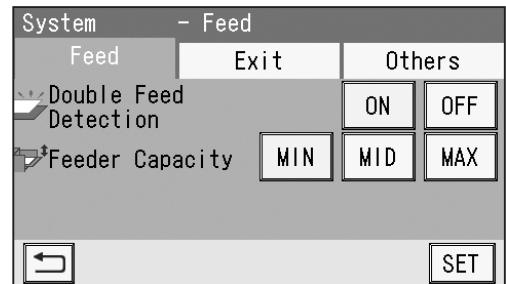 System - Feed
Feed Exit Others
Double Feed Detection ON OFF
Feeder Capacity MIN MID MAX
SET